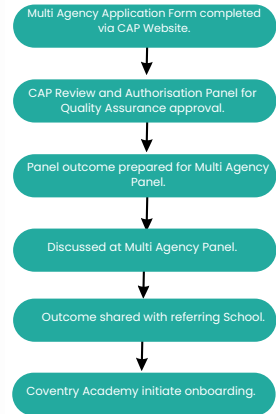 Multi Agency Application Form completed
via CAP Website.
CAP Review and Authorisation Panel for
Quality Assurance approval.
Panel outcome prepared for Multi Agency
Panel.
Discussed at Multi Agency Panel.
Outcome shared with referring School.
Coventry Academy initiate onboarding.